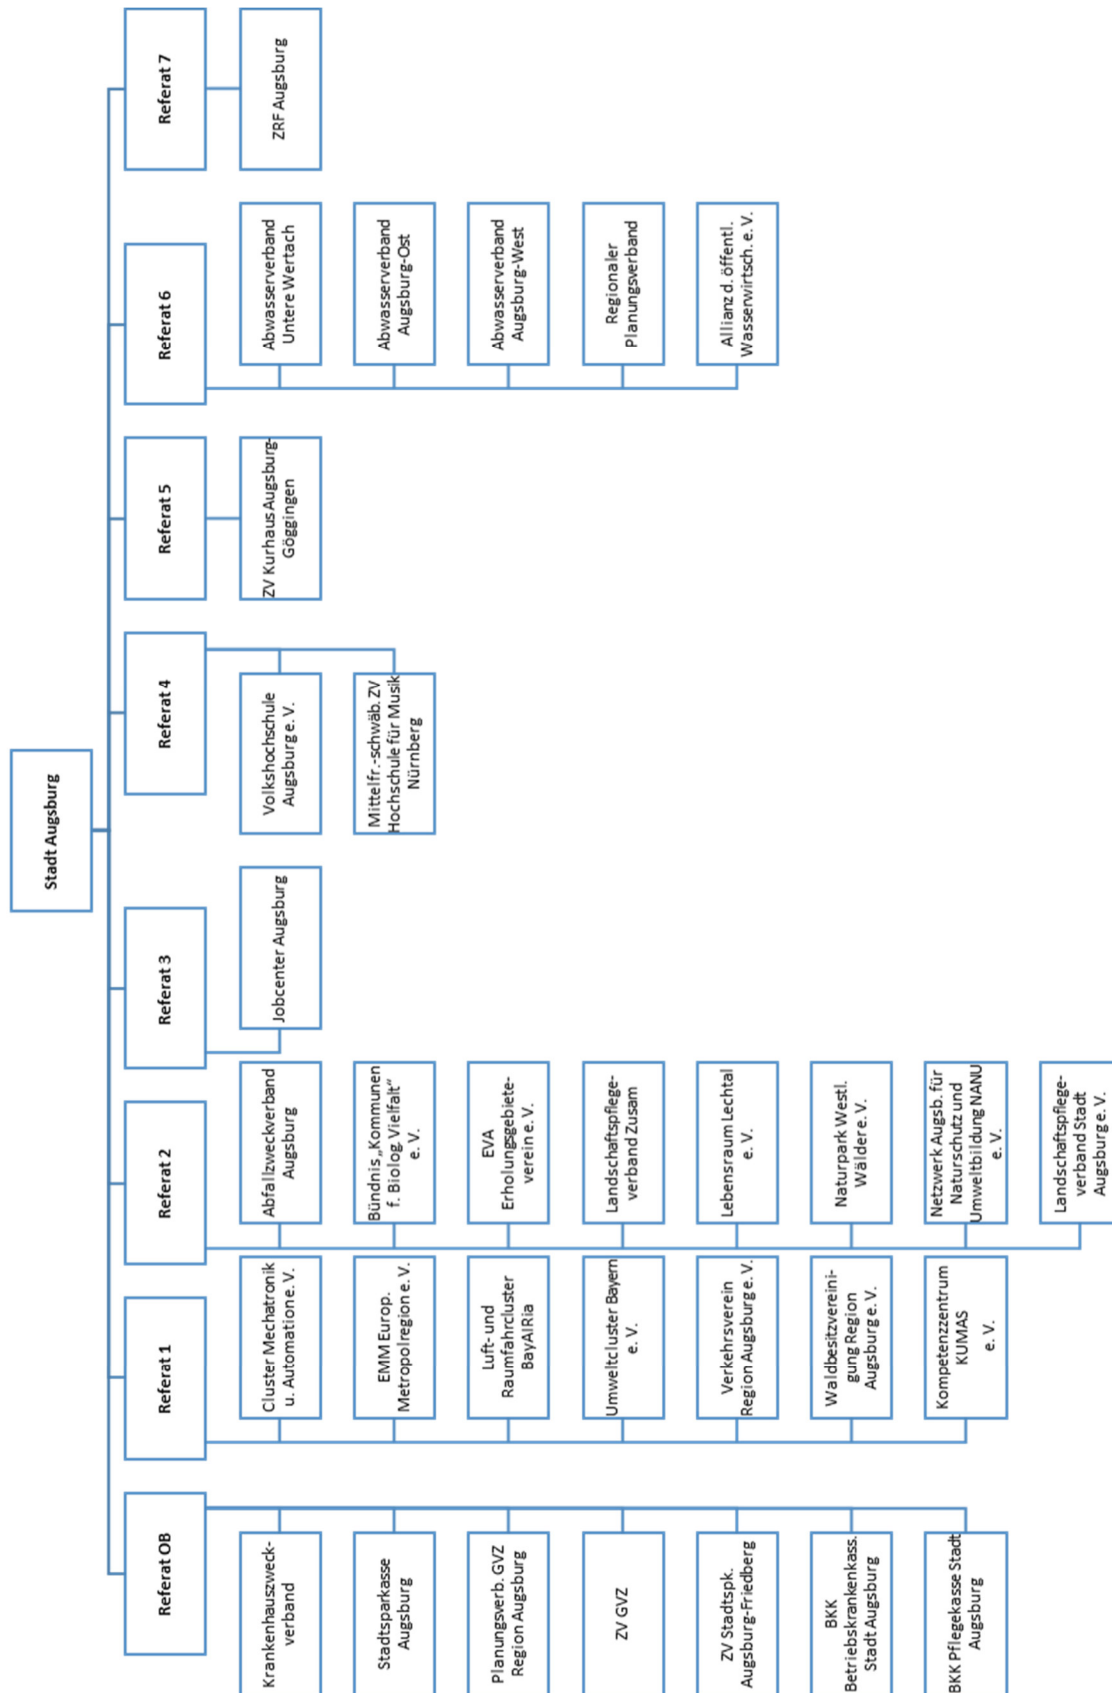 Stadt Augsburg
Referat OB
Krankenhauszweck-
verband
Stadtsparkasse
Augsburg
Planungsverb. GVZ
Region Augsburg
ZV GVZ
ZV Stadtspk.
Augsburg-Friedberg
BKK
Betriebskrankenkass.
Stadt Augsburg
BKK Pflegekasse Stadt
Augsburg
Referat 1
Cluster Mechatronik
u. Automation e. V.
EMM Europ.
Metropolregion e. V.
Luft- und
Raumfahrcluster
BayAIRia
Umweltcluster Bayern
e. V.
Verkehrsverein
Region Augsburg e. V.
Waldbesitzvereini-
gung Region
Augsburg e. V.
Kompetenzzentrum
KUMAS
e. V.
Referat 2
Abfallzweckverband
Augsburg
Bündnis „Kommunen
f. Biolog. Vielfalt“
e. V.
EVA
Erholungsgebiete-
verein e. V.
Landschaftspflege-
verband Zusam
Lebensraum Lechtal
e. V.
Naturpark Westl.
Wälder e. V.
Netzwerk Augsb. für
Naturschutz und
Umweltbildung NANU
e. V.
Landschaftspflege-
verband Stadt
Augsburg e. V.
Referat 3
Jobcenter Augsburg
Referat 4
Volkshochschule
Augsburg e. V.
Mittelfr.-schwäb. ZV
Hochschule für Musik
Nürnberg
Referat 5
ZV Kurhaus Augsburg-
Göggingen
Referat 6
Abwasserverband
Untere Wertach
Abwasserverband
Augsburg-Ost
Abwasserverband
Augsburg-West
Regionaler
Planungsverband
Allianz d. öffentl.
Wasserwirtsch. e. V.
Referat 7
ZRF Augsburg